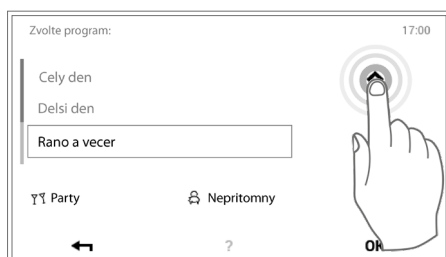 Zvolte program: 17:00
Cely den
Delsi den
Rano a vecer
Party Nepritomny
? OK